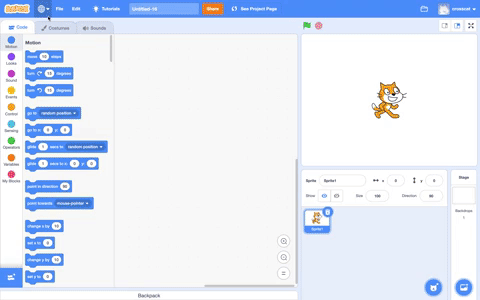 SCRATCH File Edit Tutorials Untitled-14 Share See Project Page
Code Costumes Sounds
Motion
Looks
Sound
Events
Control
Sensing
Operators
Variables
My Blocks
Motion
move 10 steps
turn 15 degrees
turn 15 degrees
go to random position
go to x: 0 y: 0
glide 1 secs to random position
glide 1 secs to x: 0 y: 0
point in direction 90
point towards mouse-pointer
change x by 10
set x to 0
change y by 10
set y to 0
Backpack
Sprite Sprite1 x 0 y 0
Show Size 100 Direction 90
Sprite1
Stage
Backdrops
1